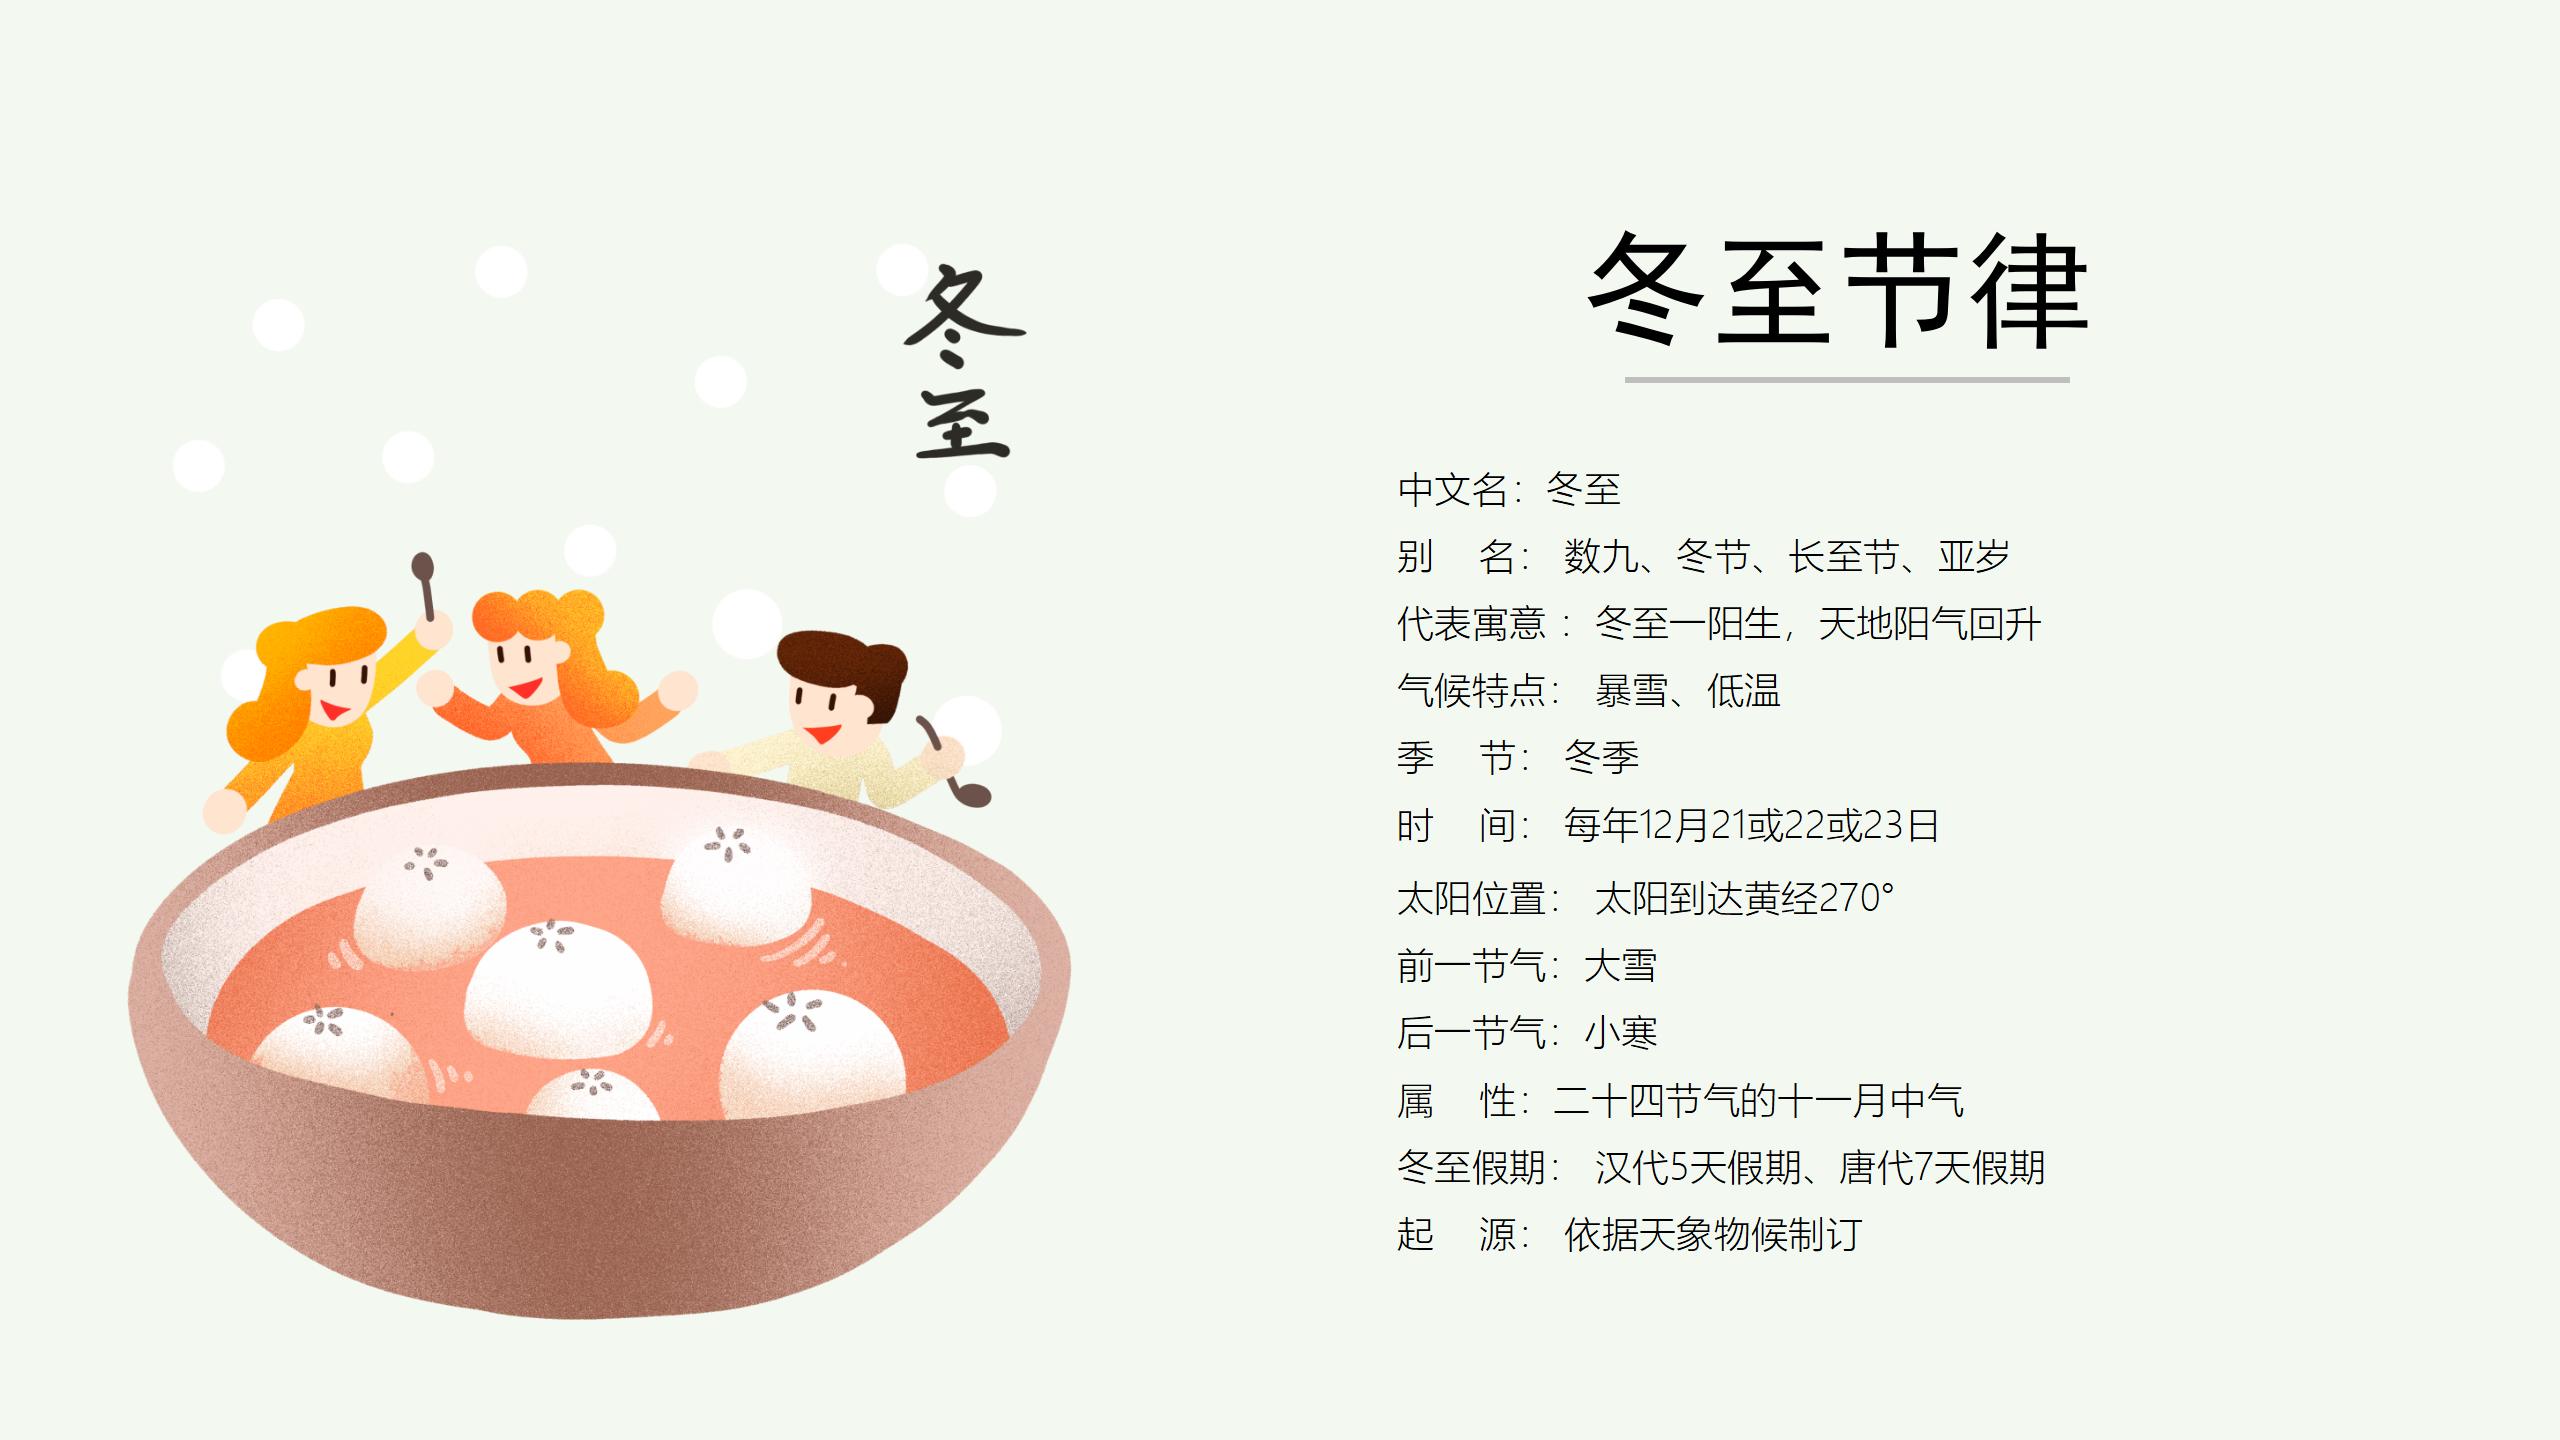 冬至
冬至节律
中文名：冬至
别 名： 数九、冬节、长至节、亚岁
代表寓意 ：冬至一阳生，天地阳气回升
气候特点： 暴雪、低温
季 节： 冬季
时 间： 每年12月21或22或23日
太阳位置： 太阳到达黄经270°
前一节气：大雪
后一节气：小寒
属 性：二十四节气的十一月中气
冬至假期： 汉代5天假期、唐代7天假期
起 源： 依据天象物候制订